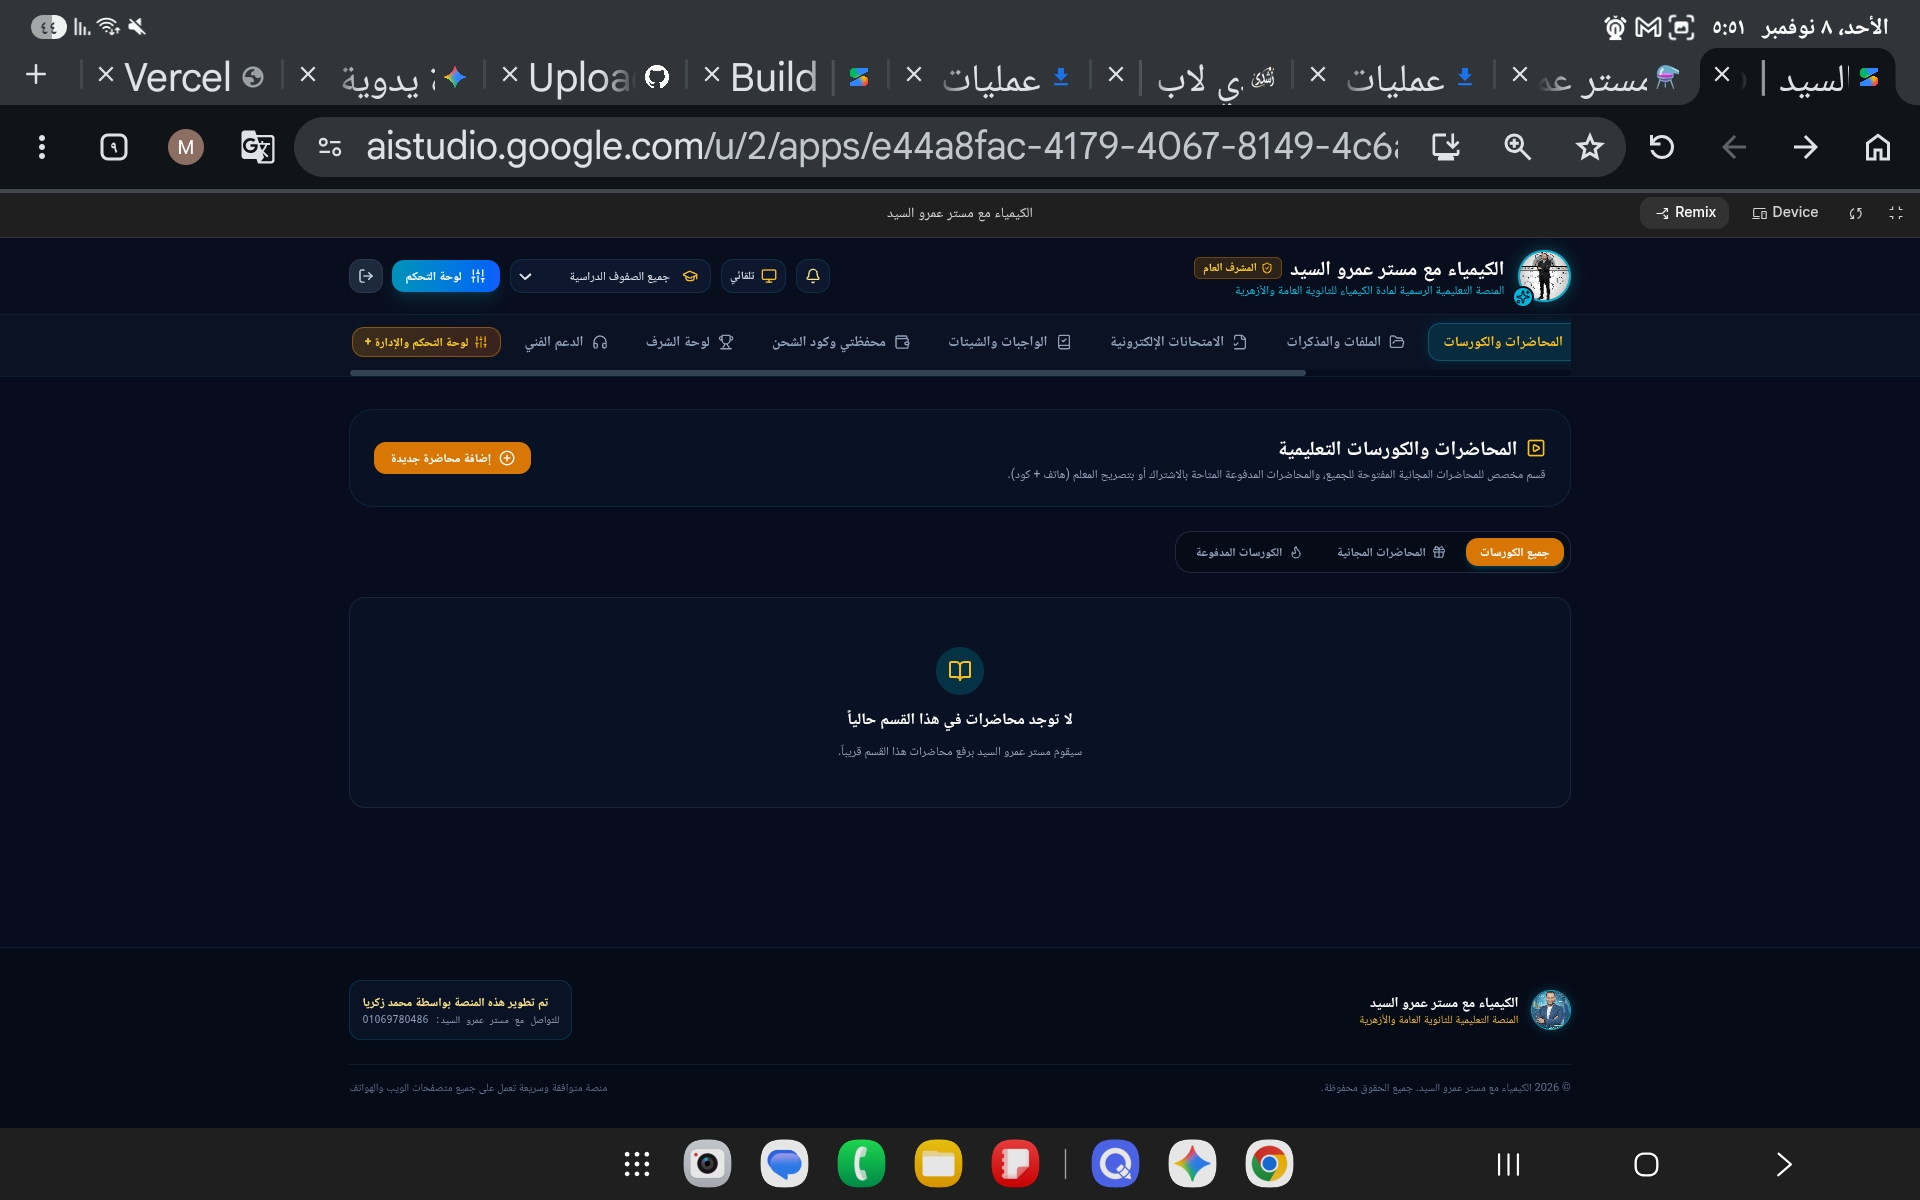 الأحد، ٨ نوفمبر ٥:٥١
٤٤
السيد
مستر عم
عمليات
ي لاب
عمليات
Build
Uploa
يدوية
Vercel
aistudio.google.com/u/2/apps/e44a8fac-4179-4067-8149-4c6a
M
٩
الكيمياء مع مستر عمرو السيد
Remix
Device
الكيمياء مع مستر عمرو السيد
المشرف العام
المنصة التعليمية الرسمية لمادة الكيمياء للثانوية العامة والأزهرية
تلقائي
جميع الصفوف الدراسية
لوحة التحكم
المحاضرات والكورسات
الملفات والمذكرات
الامتحانات الإلكترونية
الواجبات والشيتات
محفظتي وكود الشحن
لوحة الشرف
الدعم الفني
لوحة التحكم والإدارة +
المحاضرات والكورسات التعليمية
قسم مخصص للمحاضرات المجانية المفتوحة للجميع، والمحاضرات المدفوعة المتاحة بالاشتراك أو بتصريح المعلم (هاتف + كود).
إضافة محاضرة جديدة
جميع الكورسات
المحاضرات المجانية
الكورسات المدفوعة
لا توجد محاضرات في هذا القسم حالياً
سيقوم مستر عمرو السيد برفع محاضرات هذا القسم قريباً.
الكيمياء مع مستر عمرو السيد
المنصة التعليمية للثانوية العامة والأزهرية
تم تطوير هذه المنصة بواسطة محمد زكريا
للتواصل مع مستر عمرو السيد: 01069780486
© 2026 الكيمياء مع مستر عمرو السيد. جميع الحقوق محفوظة.
منصة متوافقة وسريعة تعمل على جميع متصفحات الويب والهواتف